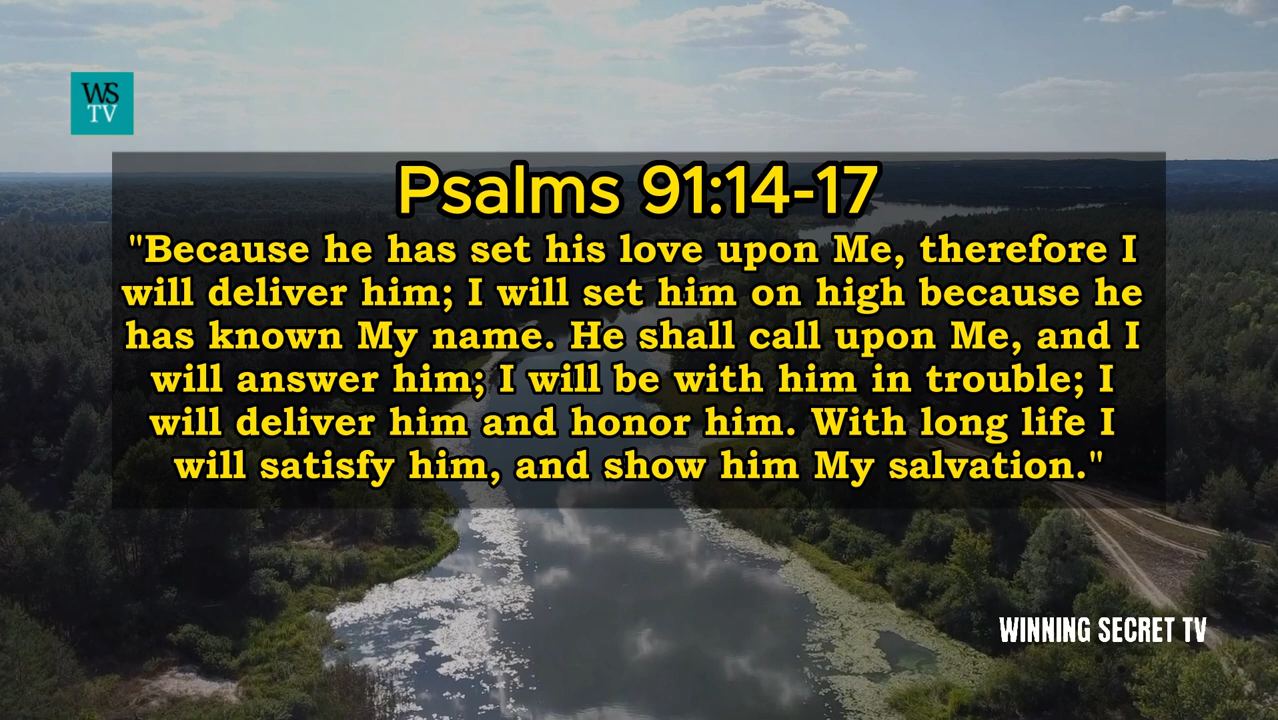 WS
TV
Psalms 91:14-17
"Because he has set his love upon Me, therefore I
will deliver him; I will set him on high because he
has known My name. He shall call upon Me, and I
will answer him; I will be with him in trouble; I
will deliver him and honor him. With long life I
will satisfy him, and show him My salvation."
WINNING SECRET TV